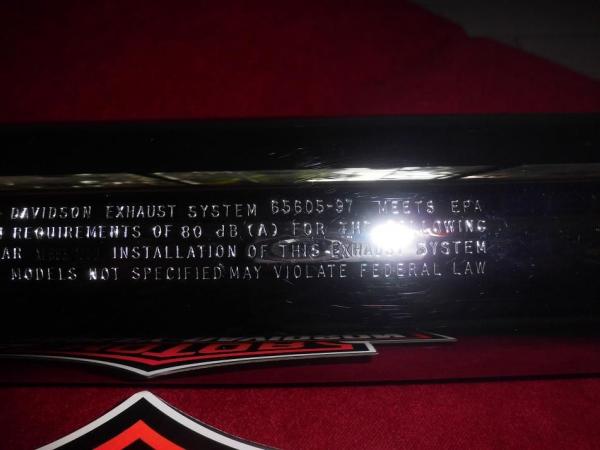 DAVIDSON EXHAUST SYSTEM 65605-97 MEETS EPA
REQUIREMENTS OF 80 dB (A) FOR THE FOLLOWING
INSTALLATION OF THIS EXHAUST SYSTEM
MODELS NOT SPECIFIED MAY VIOLATE FEDERAL LAW